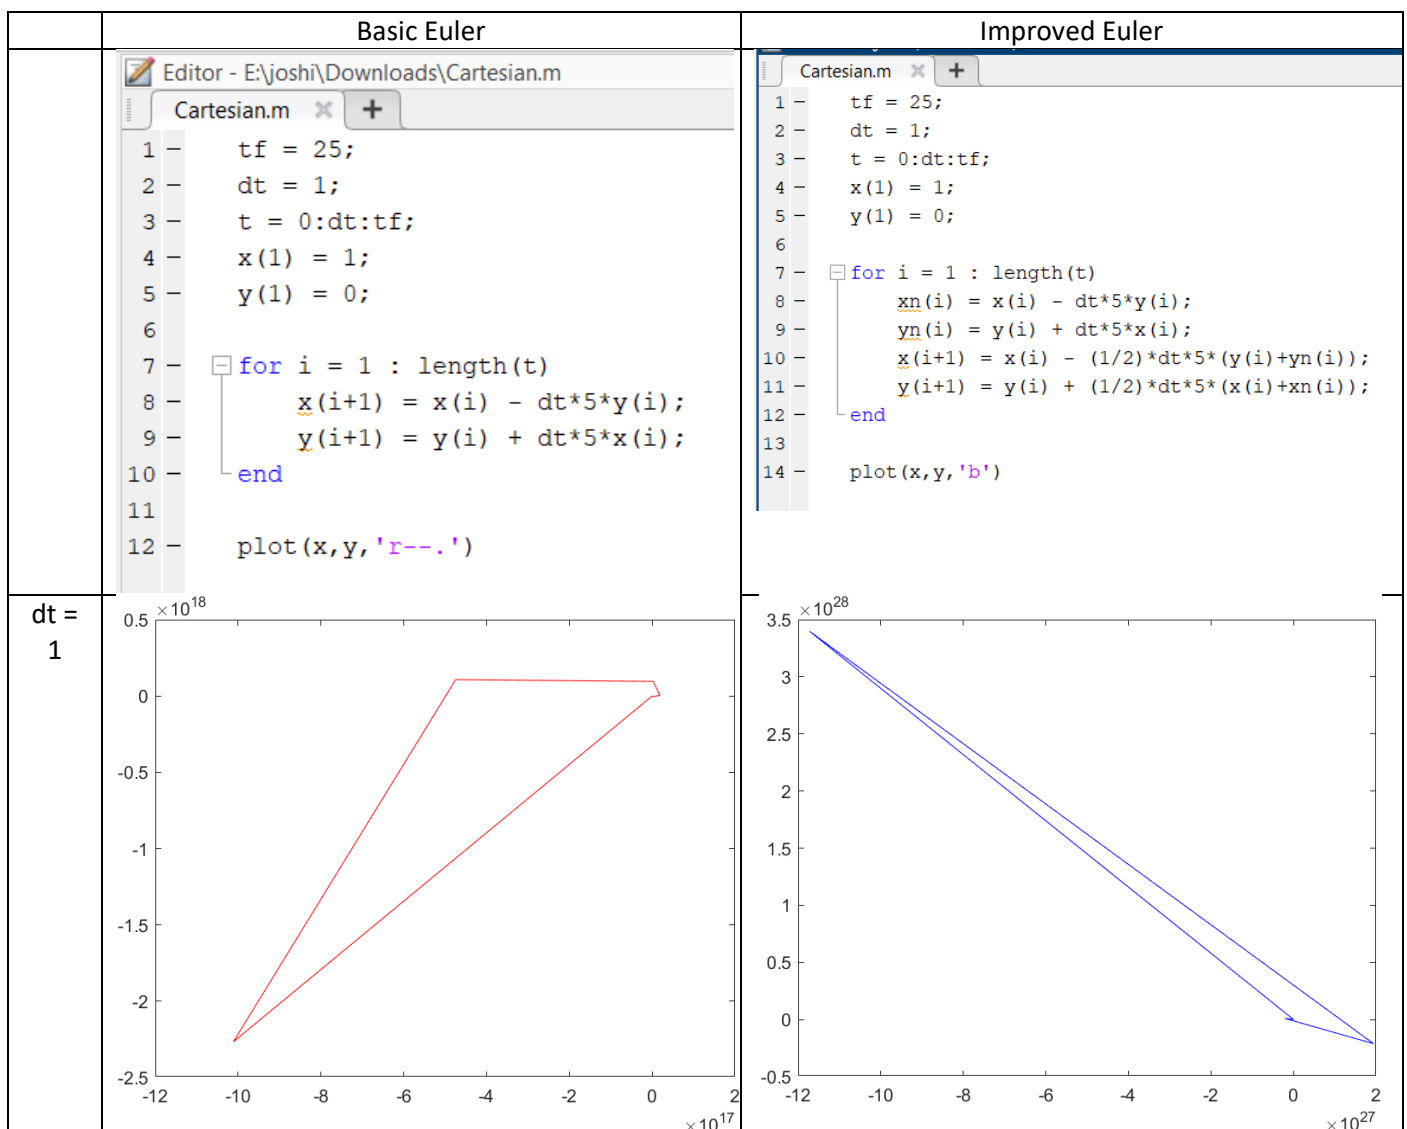 Basic Euler
Improved Euler
Editor - E:\joshi\Downloads\Cartesian.m
Cartesian.m × +
1 – tf = 25;
2 – dt = 1;
3 – t = 0:dt:tf;
4 – x(1) = 1;
5 – y(1) = 0;
6
7 – for i = 1 : length(t)
8 – x(i+1) = x(i) - dt*5*y(i);
9 – y(i+1) = y(i) + dt*5*x(i);
10 – end
11
12 – plot(x,y,'r--.')
Cartesian.m × +
1 – tf = 25;
2 – dt = 1;
3 – t = 0:dt:tf;
4 – x(1) = 1;
5 – y(1) = 0;
6
7 – for i = 1 : length(t)
8 – xn(i) = x(i) - dt*5*y(i);
9 – yn(i) = y(i) + dt*5*x(i);
10 – x(i+1) = x(i) - (1/2)*dt*5*(y(i)+yn(i));
11 – y(i+1) = y(i) + (1/2)*dt*5*(x(i)+xn(i));
12 – end
13
14 – plot(x,y,'b')
dt =
1
×10^18
0.5
0
-0.5
-1
-1.5
-2
-2.5
-12 -10 -8 -6 -4 -2 0 2
×10^17
×10^28
3.5
3
2.5
2
1.5
1
0.5
0
-0.5
-12 -10 -8 -6 -4 -2 0 2
×10^27